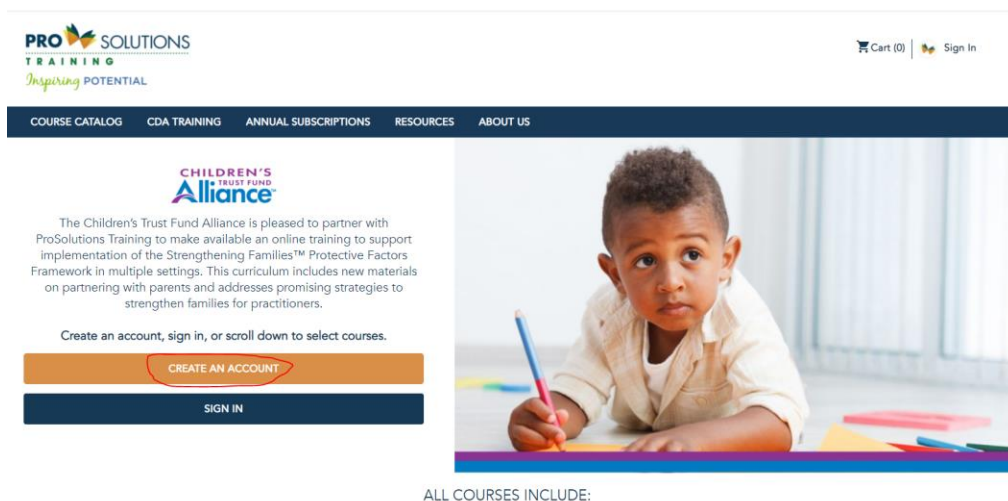 PRO SOLUTIONS
TRAINING
Inspiring POTENTIAL
Cart (0) Sign In
COURSE CATALOG CDA TRAINING ANNUAL SUBSCRIPTIONS RESOURCES ABOUT US
CHILDREN'S
TRUST FUND
Alliance™
The Children's Trust Fund Alliance is pleased to partner with
ProSolutions Training to make available an online training to support
implementation of the Strengthening Families™ Protective Factors
Framework in multiple settings. This curriculum includes new materials
on partnering with parents and addresses promising strategies to
strengthen families for practitioners.
Create an account, sign in, or scroll down to select courses.
CREATE AN ACCOUNT
SIGN IN
ALL COURSES INCLUDE: